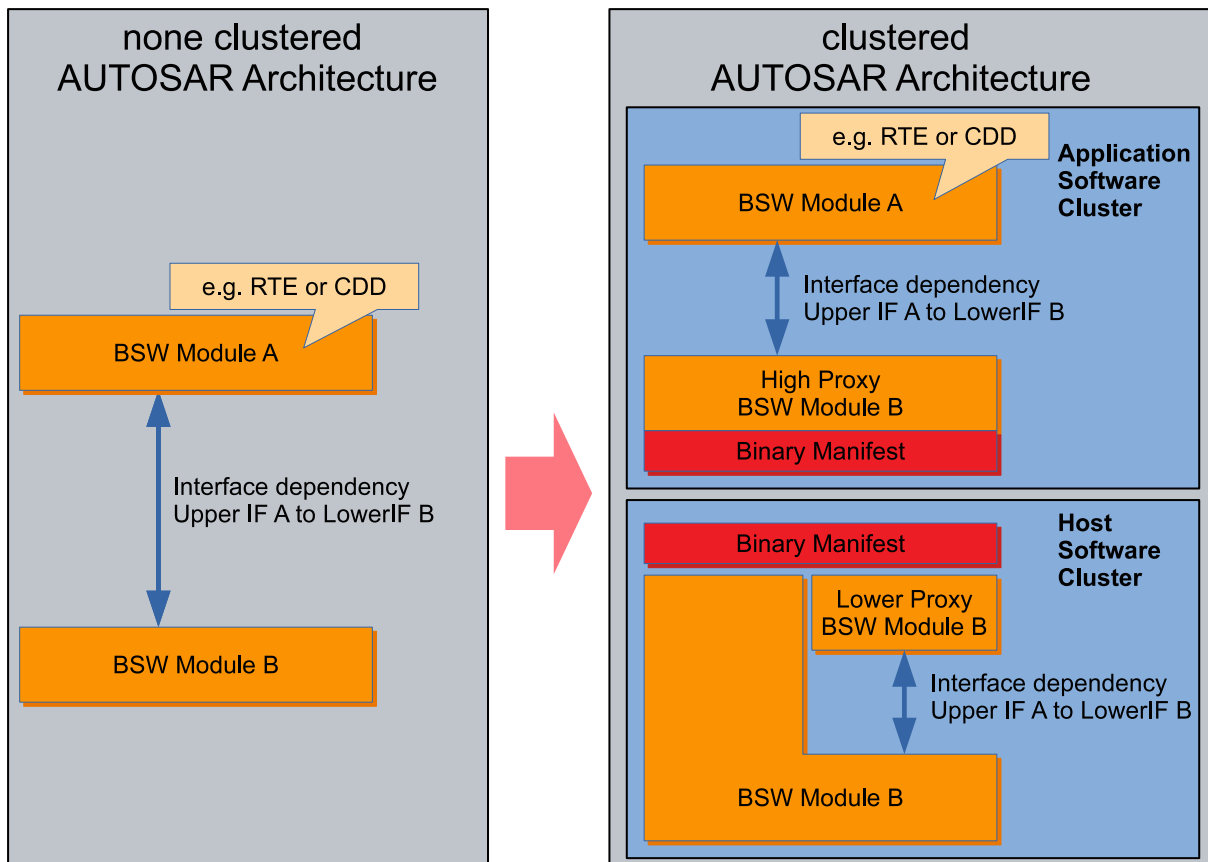 none clustered
AUTOSAR Architecture
e.g. RTE or CDD
BSW Module A
Interface dependency
Upper IF A to LowerIF B
BSW Module B
clustered
AUTOSAR Architecture
e.g. RTE or CDD
Application
Software
Cluster
BSW Module A
Interface dependency
Upper IF A to LowerIF B
High Proxy
BSW Module B
Binary Manifest
Host
Software
Cluster
Binary Manifest
Lower Proxy
BSW Module B
Interface dependency
Upper IF A to LowerIF B
BSW Module B